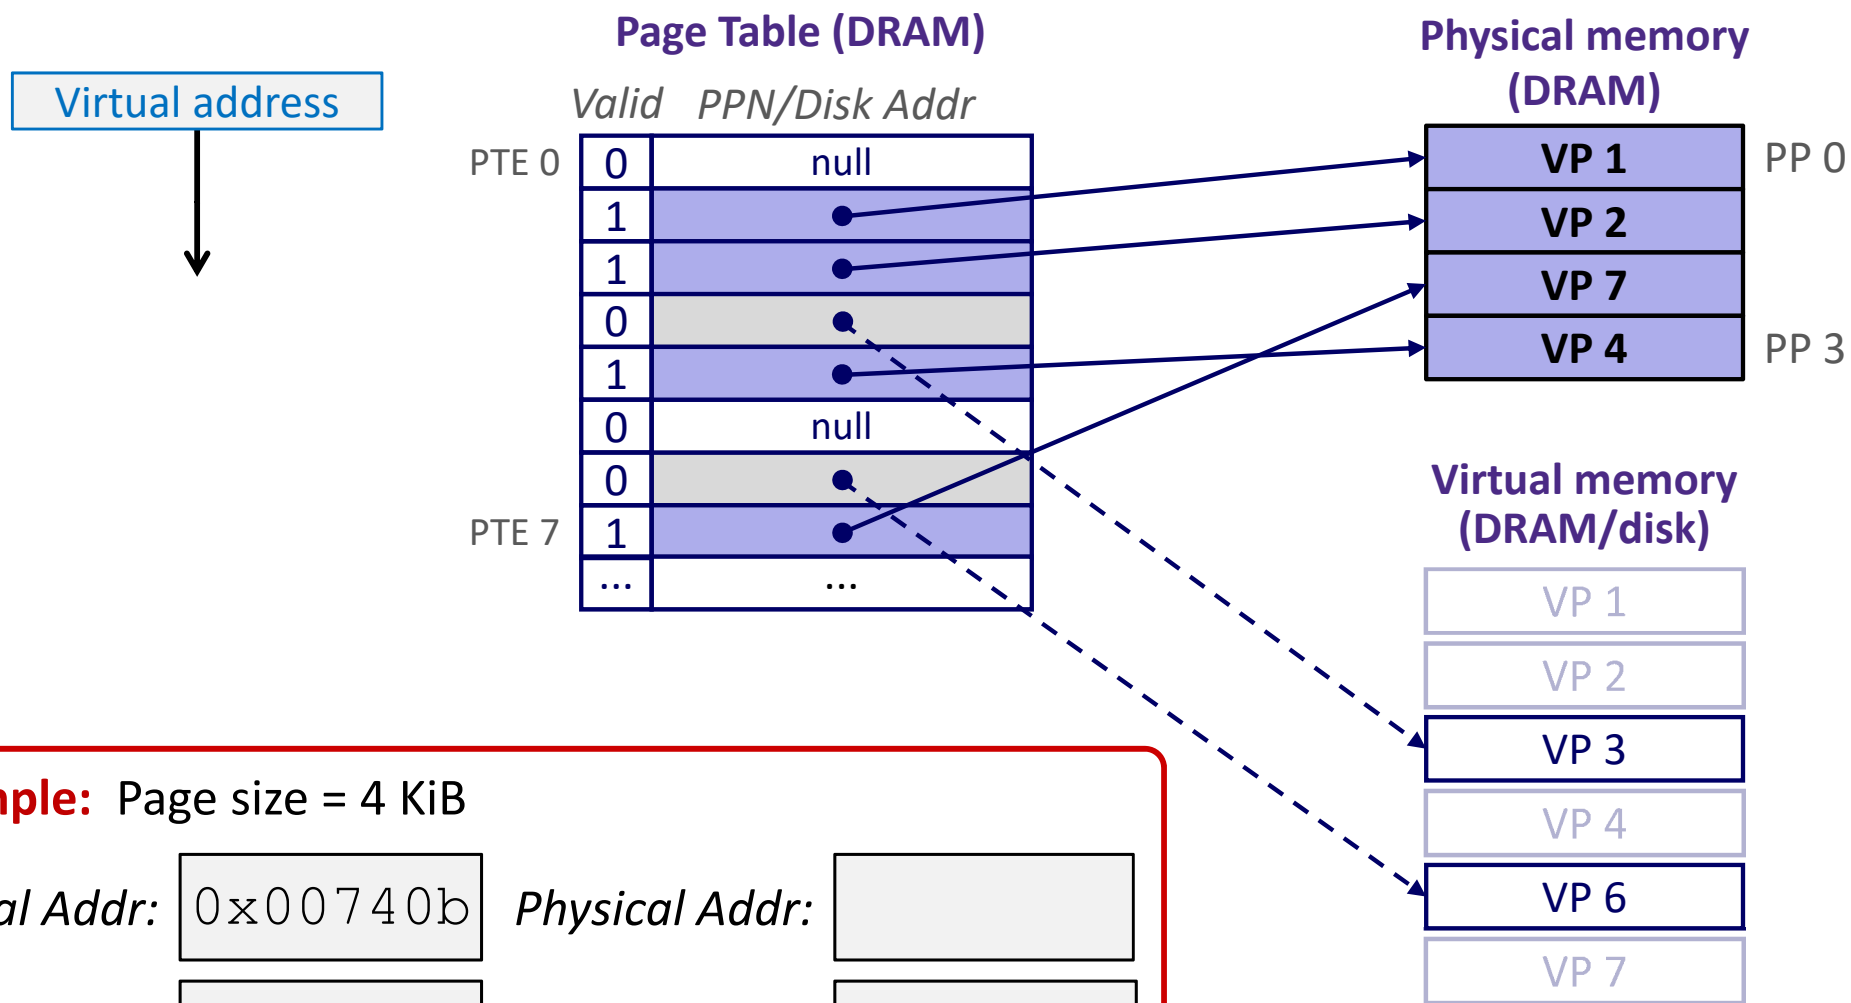 Page Table (DRAM)
Physical memory
(DRAM)
Virtual address
Valid PPN/Disk Addr
PTE 0 0 null
1
1
0
1
0 null
0
PTE 7 1
... ...
VP 1 PP 0
VP 2
VP 7
VP 4 PP 3
Virtual memory
(DRAM/disk)
VP 1
VP 2
VP 3
VP 4
VP 6
VP 7
mple: Page size = 4 KiB
al Addr: 0x00740b Physical Addr: